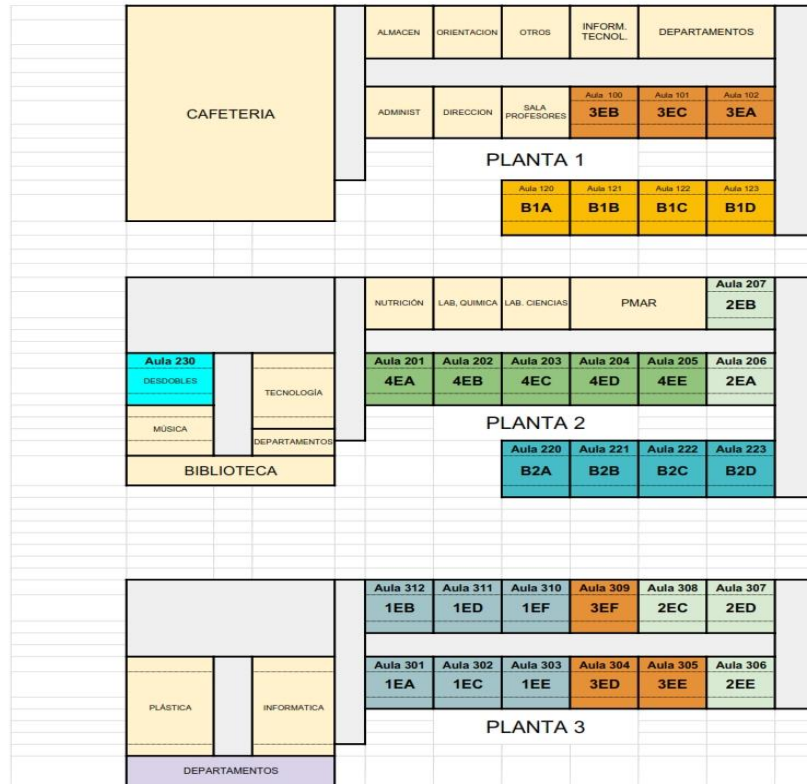 ALMACEN
ORIENTACION
OTROS
INFORM.
TECNOL.
DEPARTAMENTOS
CAFETERIA
ADMINIST
DIRECCION
SALA
PROFESORES
Aula 100
3EB
Aula 101
3EC
Aula 102
3EA
PLANTA 1
Aula 120
B1A
Aula 121
B1B
Aula 122
B1C
Aula 123
B1D
NUTRICIÓN
LAB, QUIMICA
LAB. CIENCIAS
PMAR
Aula 207
2EB
Aula 230
DESDOBLES
TECNOLOGÍA
MÚSICA
DEPARTAMENTOS
BIBLIOTECA
Aula 201
4EA
Aula 202
4EB
Aula 203
4EC
Aula 204
4ED
Aula 205
4EE
Aula 206
2EA
PLANTA 2
Aula 220
B2A
Aula 221
B2B
Aula 222
B2C
Aula 223
B2D
Aula 312
1EB
Aula 311
1ED
Aula 310
1EF
Aula 309
3EF
Aula 308
2EC
Aula 307
2ED
PLÁSTICA
INFORMATICA
Aula 301
1EA
Aula 302
1EC
Aula 303
1EE
Aula 304
3ED
Aula 305
3EE
Aula 306
2EE
PLANTA 3
DEPARTAMENTOS